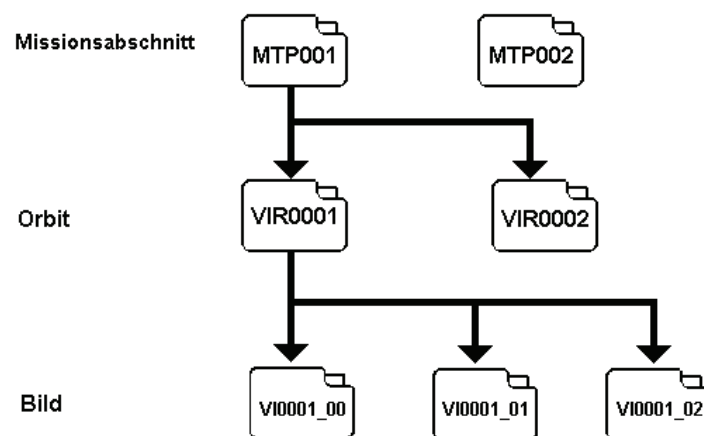 Missionsabschnitt
MTP001
MTP002
Orbit
VIR0001
VIR0002
Bild
VI0001_00
VI0001_01
VI0001_02